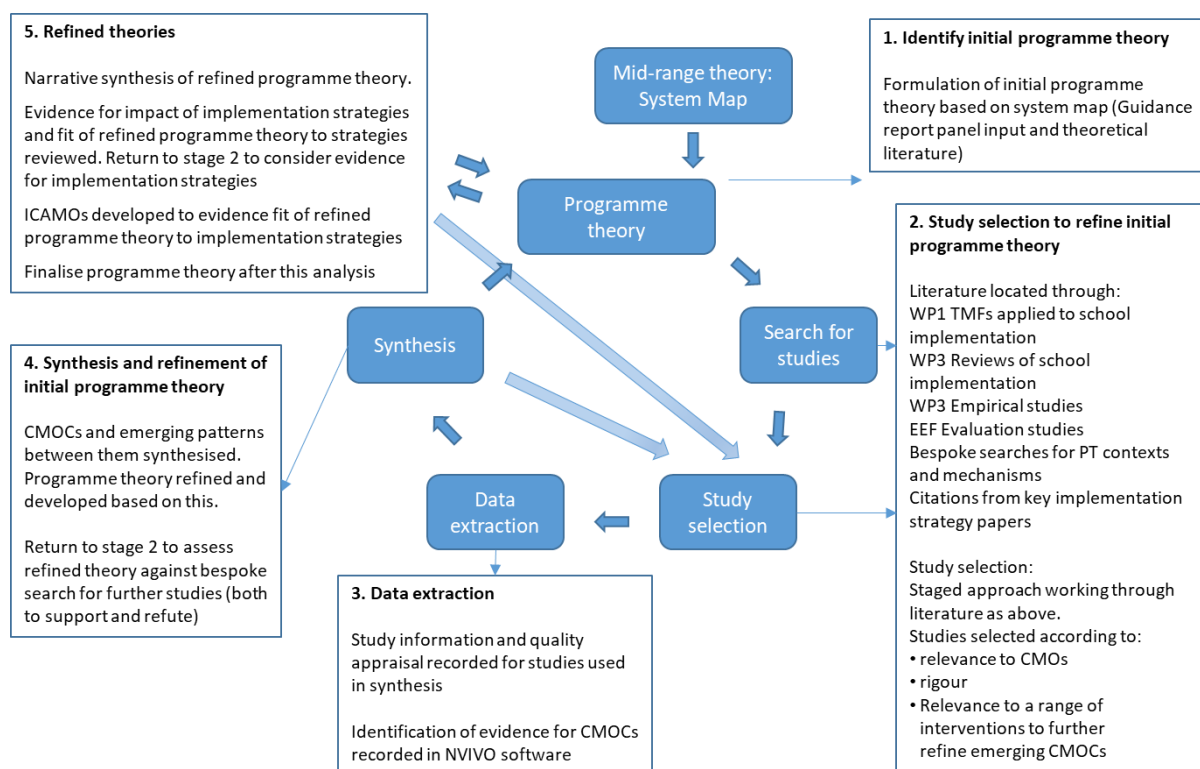 5. Refined theories
Narrative synthesis of refined programme theory.
Evidence for impact of implementation strategies
and fit of refined programme theory to strategies
reviewed. Return to stage 2 to consider evidence
for implementation strategies
ICAMOs developed to evidence fit of refined
programme theory to implementation strategies
Finalise programme theory after this analysis
Mid-range theory:
System Map
1. Identify initial programme theory
Formulation of initial programme
theory based on system map (Guidance
report panel input and theoretical
literature)
Programme
theory
2. Study selection to refine initial
programme theory
Literature located through:
WP1 TMFs applied to school
implementation
WP3 Reviews of school
implementation
WP3 Empirical studies
EEF Evaluation studies
Bespoke searches for PT contexts
and mechanisms
Citations from key implementation
strategy papers
Study selection:
Staged approach working through
literature as above.
Studies selected according to:
• relevance to CMOs
• rigour
• Relevance to a range of
interventions to further
refine emerging CMOCs
Search for
studies
Study
selection
Data
extraction
3. Data extraction
Study information and quality
appraisal recorded for studies used
in synthesis
Identification of evidence for CMOCs
recorded in NVIVO software
Synthesis
4. Synthesis and refinement of
initial programme theory
CMOCs and emerging patterns
between them synthesised.
Programme theory refined and
developed based on this.
Return to stage 2 to assess
refined theory against bespoke
search for further studies (both
to support and refute)